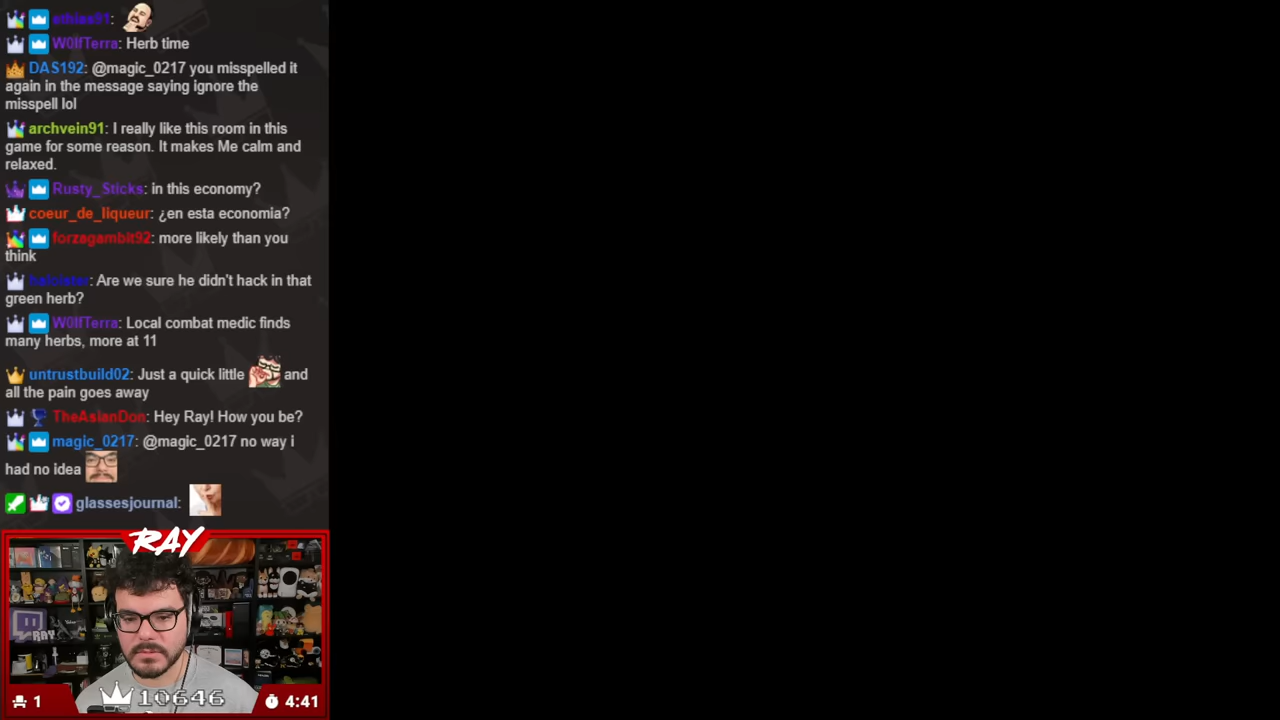 ethias91:
W0lfTerra: Herb time
DAS192: @magic_0217 you misspelled it
again in the message saying ignore the
misspell lol
archvein91: I really like this room in this
game for some reason. It makes Me calm and
relaxed.
Rusty_Sticks: in this economy?
coeur_de_liqueur: ¿en esta economia?
forzagambit92: more likely than you
think
: Are we sure he didn't hack in that
green herb?
W0lfTerra: Local combat medic finds
many herbs, more at 11
untrustbuild02: Just a quick little and
all the pain goes away
TheAsianDon: Hey Ray! How you be?
magic_0217: @magic_0217 no way i
had no idea
glassesjournal:
RAY
RAY
1
10646
4:41